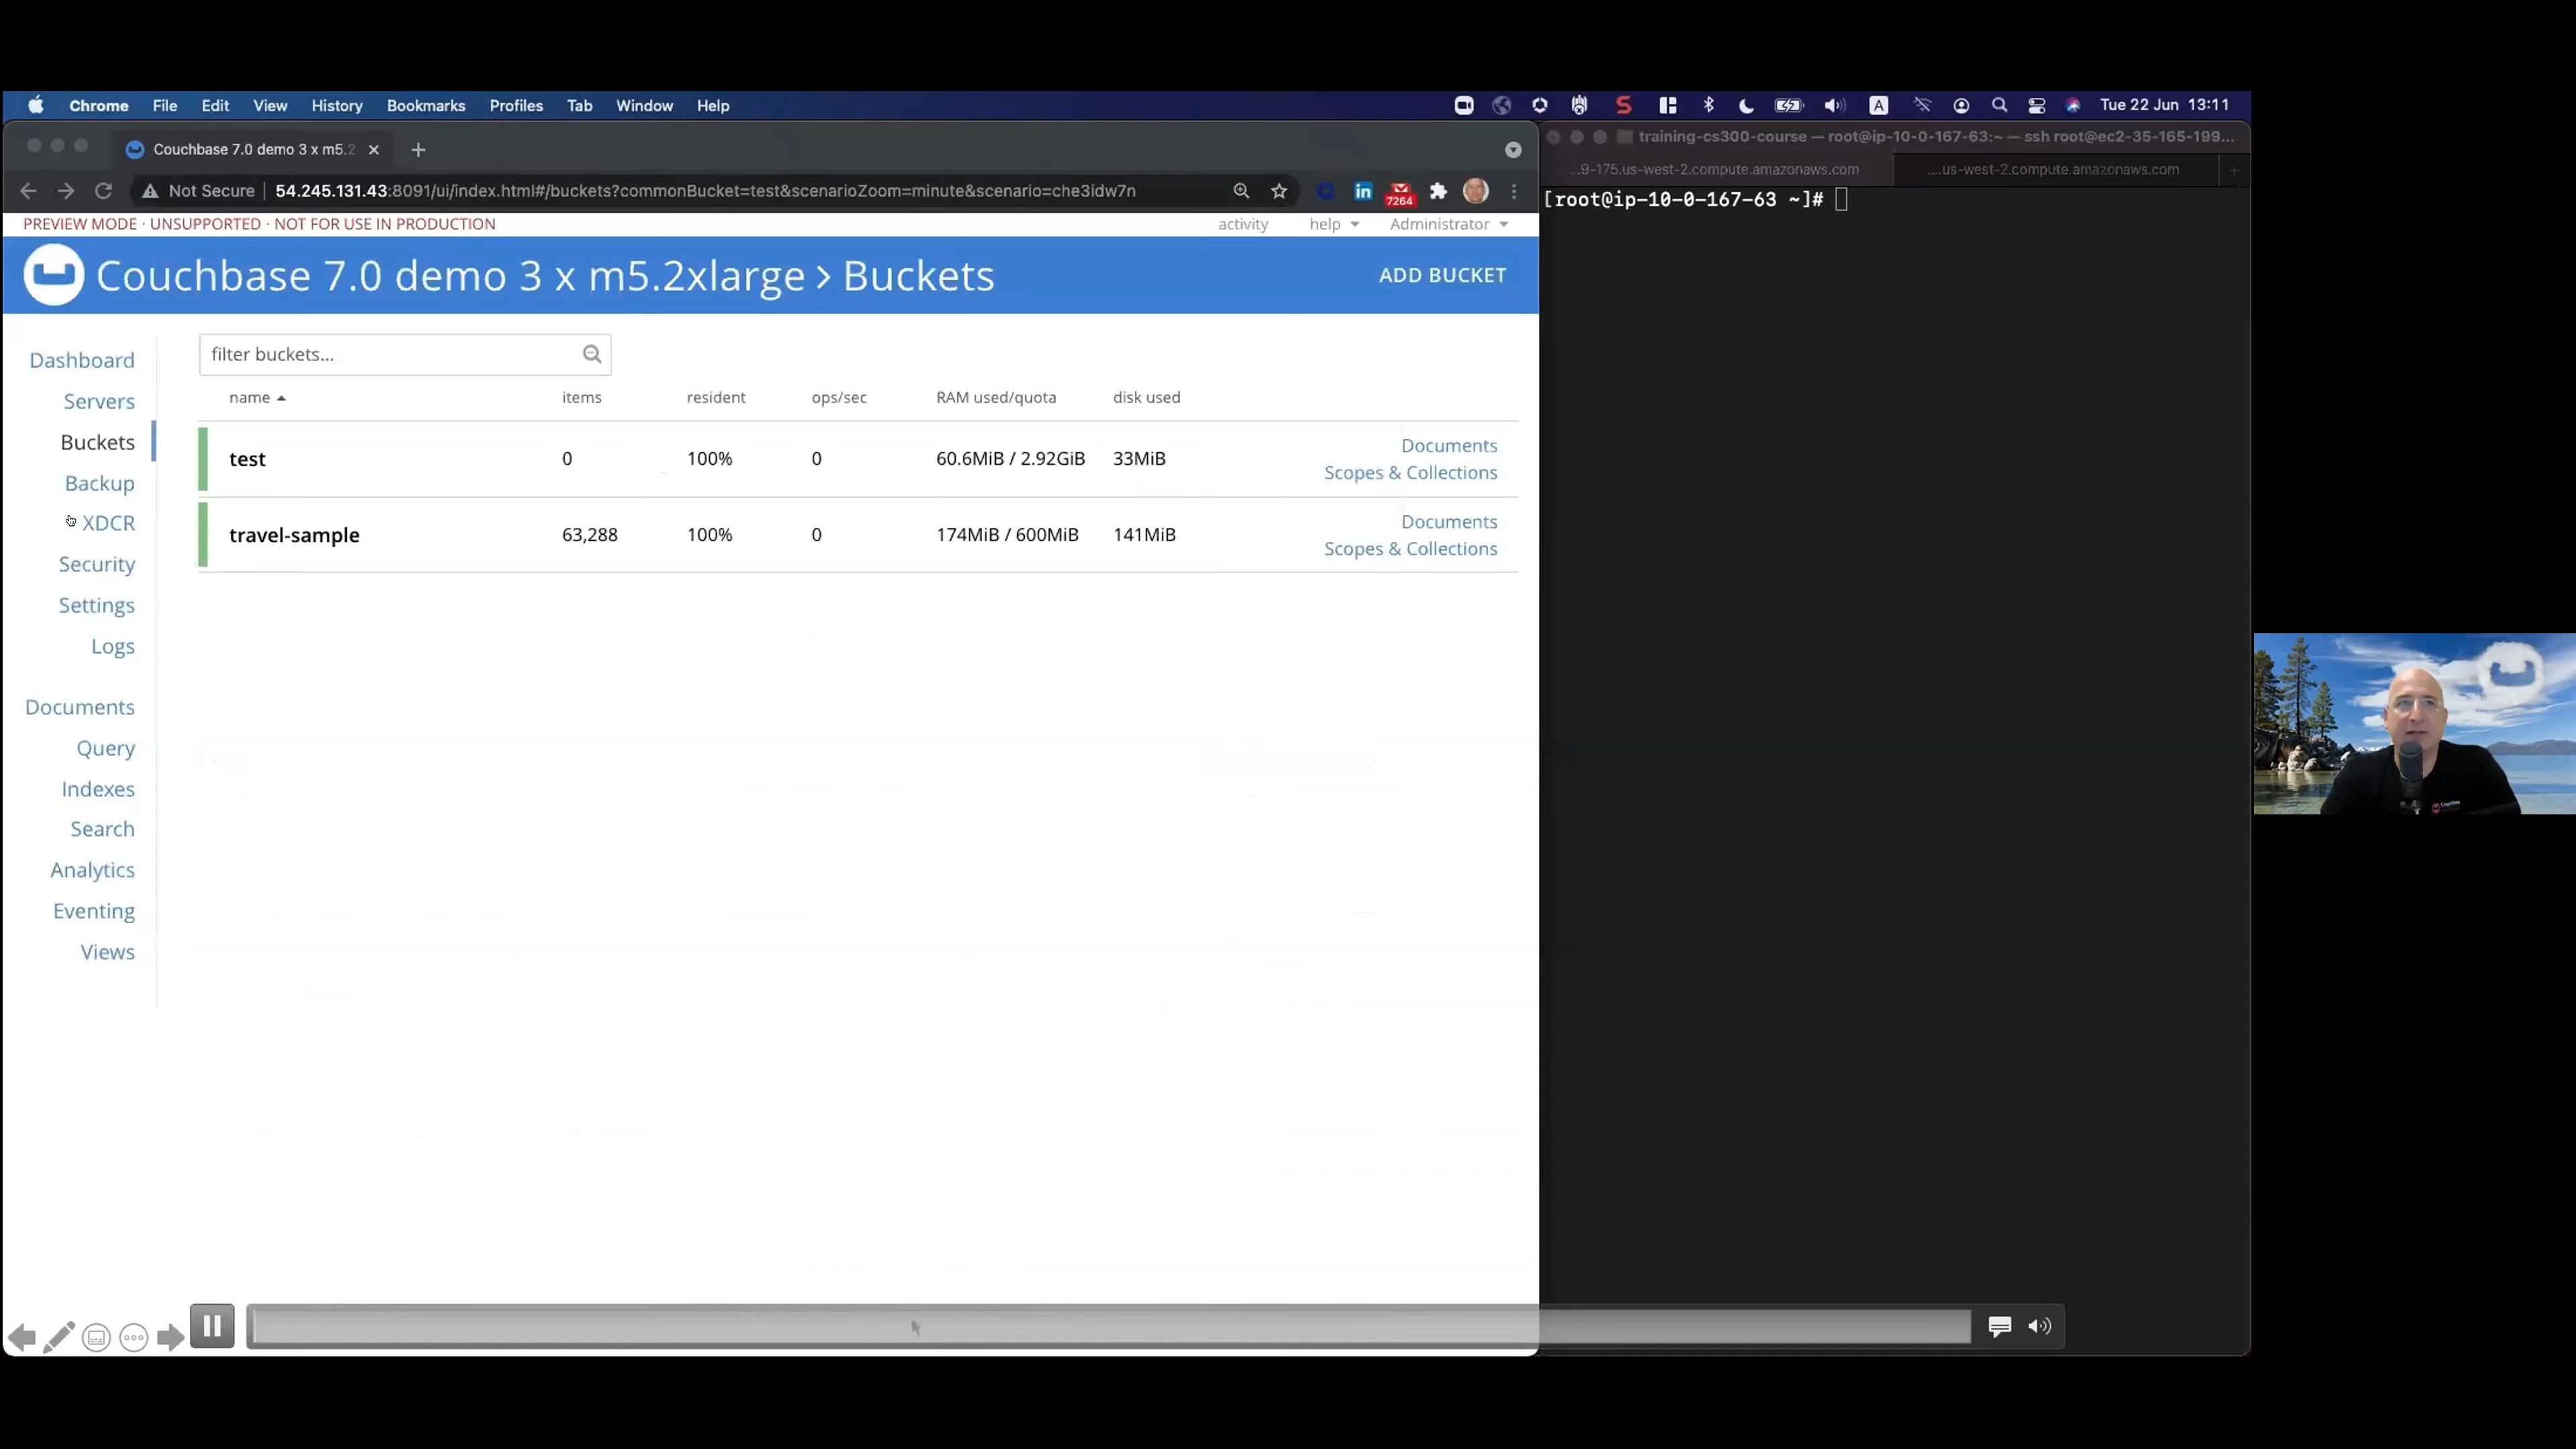 Chrome File Edit View History Bookmarks Profiles Tab Window Help
A
Tue 22 Jun 13:11
Couchbase 7.0 demo 3 x m5.2
Not Secure 54.245.131.43:8091/ui/index.html#/buckets?commonBucket=test&scenarioZoom=minute&scenario=che3idw7n
in
7264
PREVIEW MODE · UNSUPPORTED · NOT FOR USE IN PRODUCTION
activity help Administrator
Couchbase 7.0 demo 3 x m5.2xlarge > Buckets
ADD BUCKET
Dashboard
Servers
Buckets
Backup
XDCR
Security
Settings
Logs
Documents
Query
Indexes
Search
Analytics
Eventing
Views
filter buckets...
name items resident ops/sec RAM used/quota disk used
test 0 100% 0 60.6MiB / 2.92GiB 33MiB
Documents
Scopes & Collections
travel-sample 63,288 100% 0 174MiB / 600MiB 141MiB
Documents
Scopes & Collections
training-cs300-course — root@ip-10-0-167-63:~ — ssh root@ec2-35-165-199...
...9-175.us-west-2.compute.amazonaws.com
....us-west-2.compute.amazonaws.com
[root@ip-10-0-167-63 ~]#